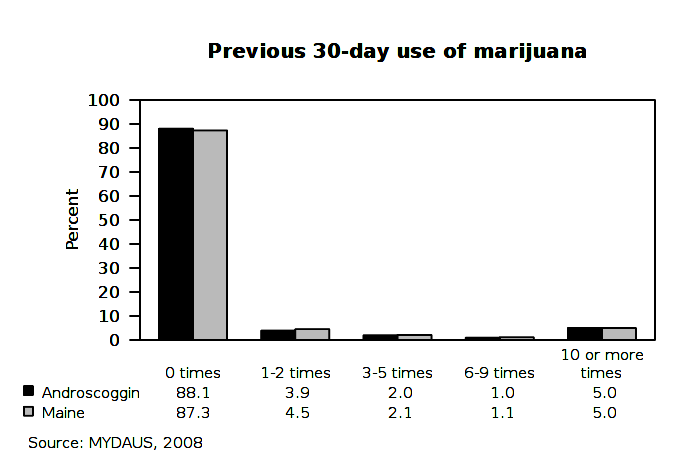 Previous 30-day use of marijuana
100
90
80
70
60
50
40
30
20
10
0
Percent
0 times 1-2 times 3-5 times 6-9 times 10 or more times
Androscoggin 88.1 3.9 2.0 1.0 5.0
Maine 87.3 4.5 2.1 1.1 5.0
Source: MYDAUS, 2008